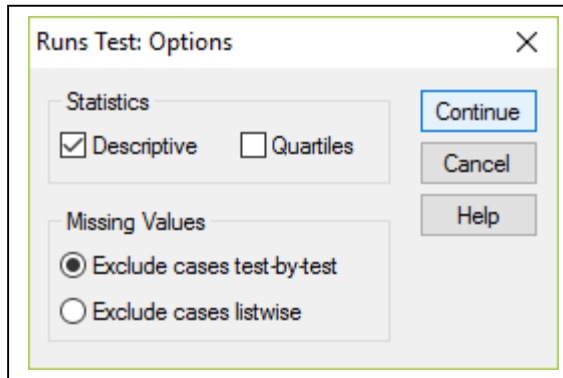 Runs Test: Options
Statistics
Descriptive Quartiles
Continue
Cancel
Help
Missing Values
Exclude cases test-by-test
Exclude cases listwise